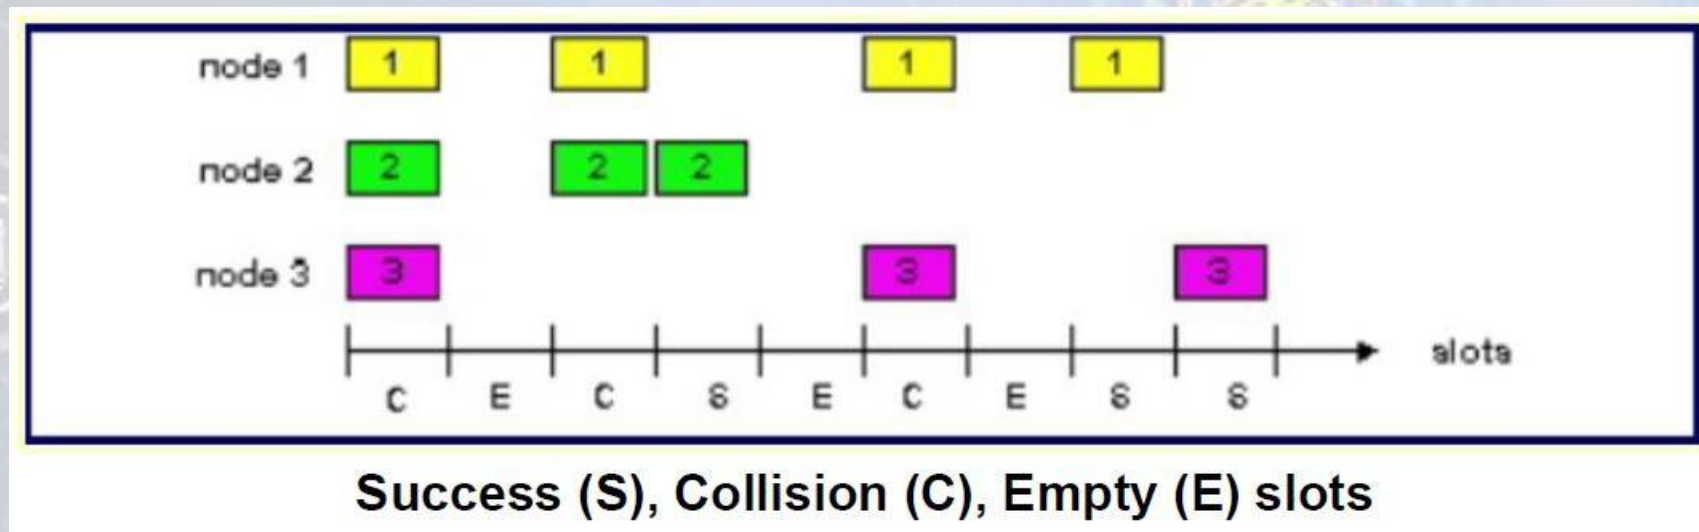 node 1 1 1 1 1
node 2 2 2 2
node 3 3 3 3
slots
C E C S E C E S S
Success (S), Collision (C), Empty (E) slots